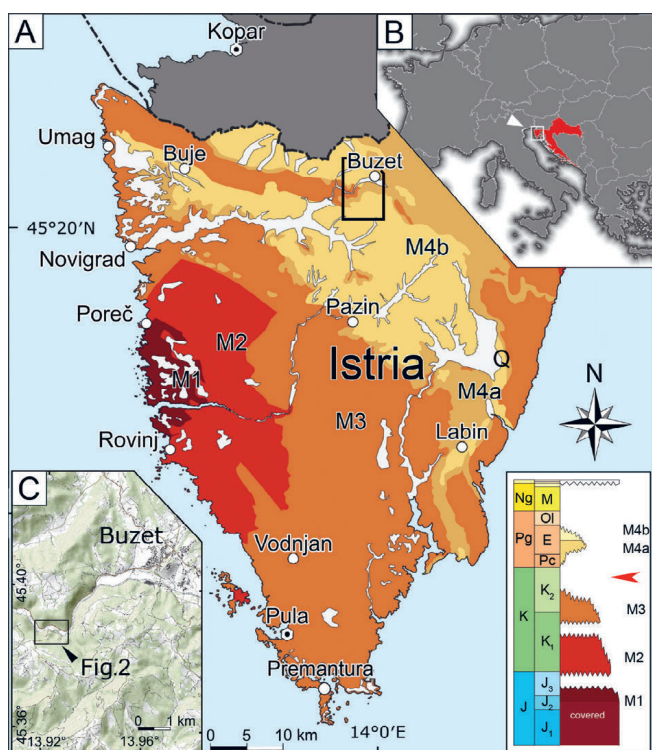 A
Kopar
B
Umag
Buje
Buzet
45°20′N
Novigrad
M4b
Poreč
Pazin
M2
Istria
Q
M1
M4a
N
M3
Rovinj
Labin
C
Buzet
Vodnjan
45.40
Pula
Fig.2
Premantura
0 1 km
45.36
13.92 13.96
0 5 10 km
14°0′E
Ng M
Ol
Pg E M4b
M4a
Pc
K K₂
M3
K₁
M2
J₃
J J₂ M1
covered
J₁